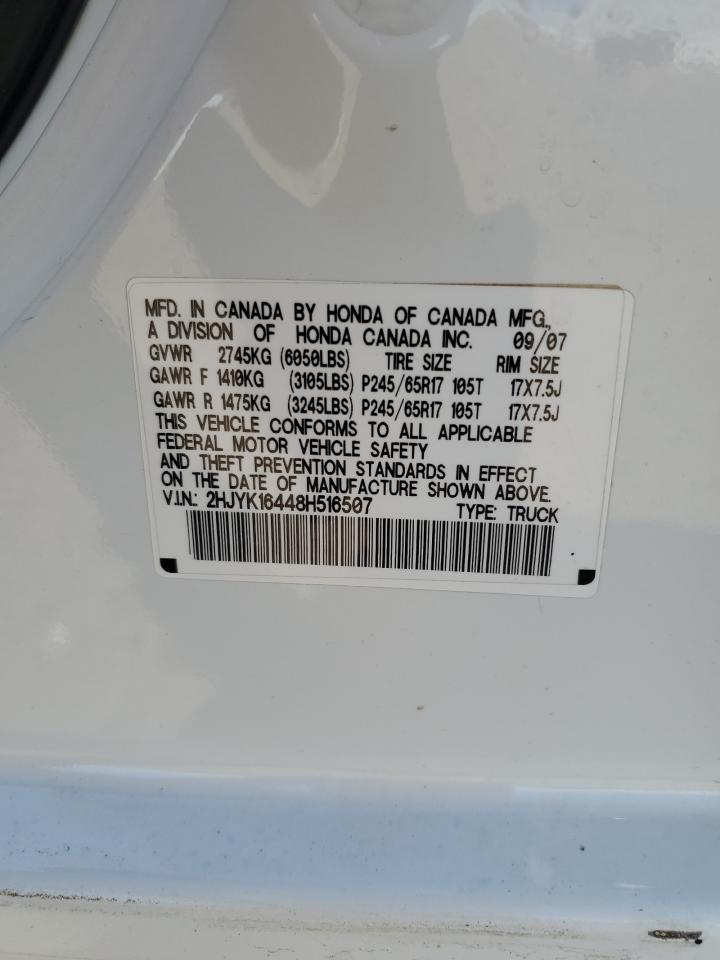 MFD. IN CANADA BY HONDA OF CANADA MFG.,
A DIVISION OF HONDA CANADA INC. 09/07
GVWR 2745KG (6050LBS) TIRE SIZE RIM SIZE
GAWR F 1410KG (3105LBS) P245/65R17 105T 17X7.5J
GAWR R 1475KG (3245LBS) P245/65R17 105T 17X7.5J
THIS VEHICLE CONFORMS TO ALL APPLICABLE
FEDERAL MOTOR VEHICLE SAFETY
AND THEFT PREVENTION STANDARDS IN EFFECT
ON THE DATE OF MANUFACTURE SHOWN ABOVE.
V.I.N.: 2HJYK16448H516507 TYPE: TRUCK